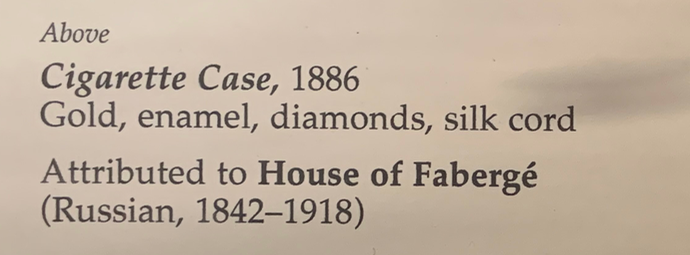 Above
Cigarette Case, 1886
Gold, enamel, diamonds, silk cord
Attributed to House of Fabergé
(Russian, 1842–1918)